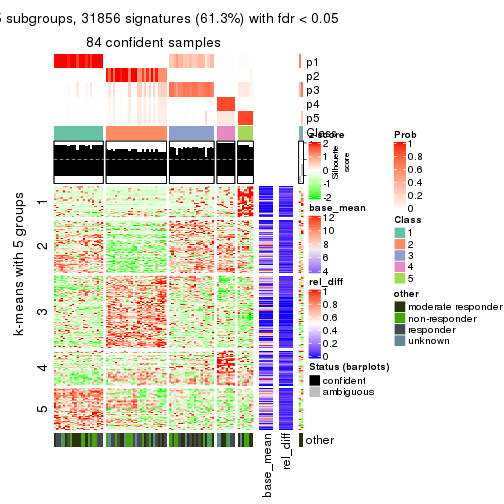 5 subgroups, 31856 signatures (61.3%) with fdr < 0.05
84 confident samples
p1
p2
p3
p4
p5
Class
Silhouette
score
k-means with 5 groups
1
2
3
4
5
other
base_mean
rel_diff
z-score
2
1
0
-1
-2
base_mean
12
10
8
6
4
rel_diff
1
0.8
0.6
0.4
0.2
0
Status (barplots)
confident
ambiguous
Prob
1
0.8
0.6
0.4
0.2
0
Class
1
2
3
4
5
other
moderate responder
non-responder
responder
unknown